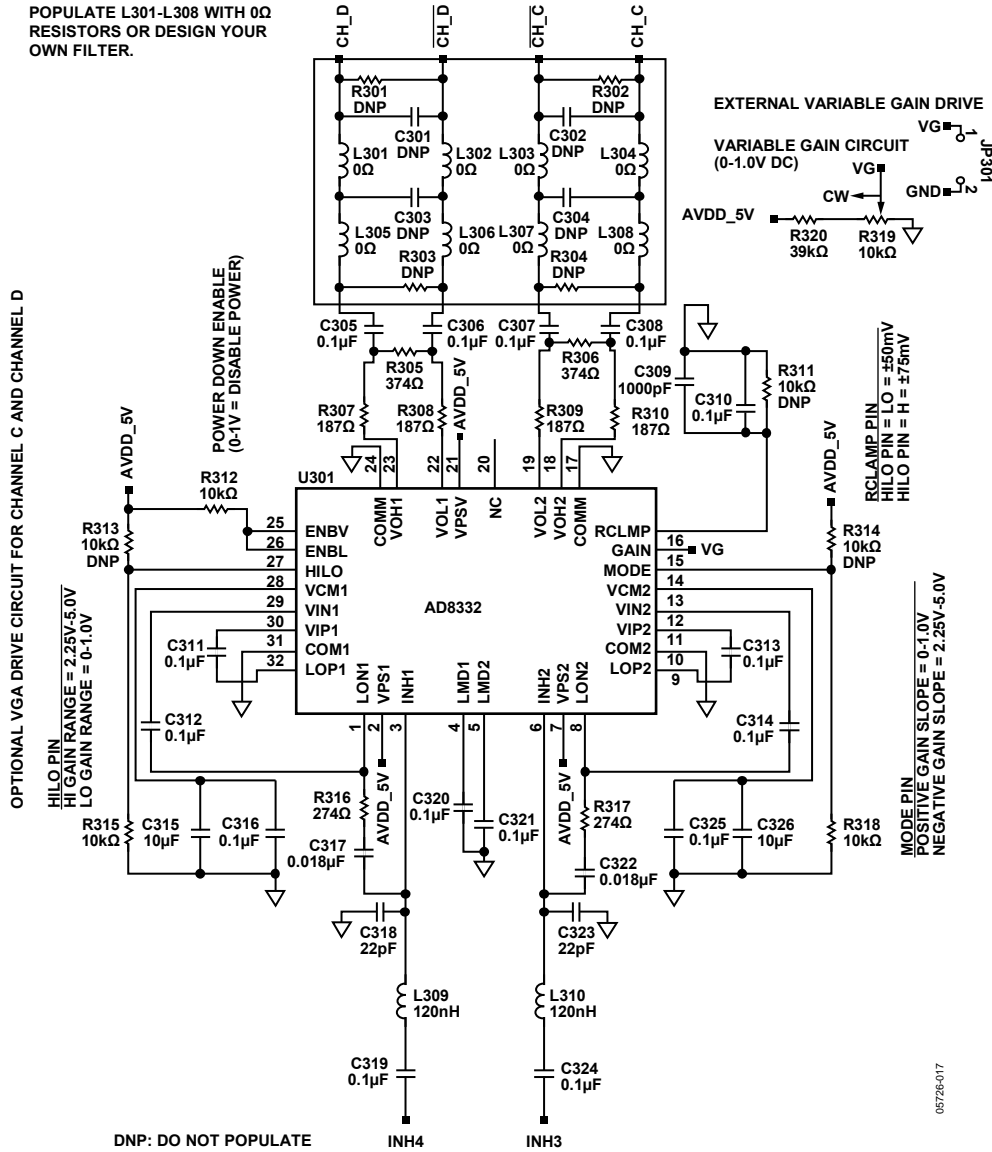 POPULATE L301-L308 WITH 0Ω
RESISTORS OR DESIGN YOUR
OWN FILTER.
CH_D
CH_D
CH_C
CH_C
R301
DNP
R302
DNP
C301
DNP
C302
DNP
L301
0Ω
L302
0Ω
L303
0Ω
L304
0Ω
C303
DNP
C304
DNP
L305
0Ω
L306
0Ω
L307
0Ω
L308
0Ω
R303
DNP
R304
DNP
EXTERNAL VARIABLE GAIN DRIVE
VG
1
JP301
2
GND
VARIABLE GAIN CIRCUIT
(0-1.0V DC)
VG
CW
AVDD_5V
R320
39kΩ
R319
10kΩ
C305
0.1µF
C306
0.1µF
C307
0.1µF
C308
0.1µF
R305
374Ω
R306
374Ω
R307
187Ω
R308
187Ω
AVDD_5V
R309
187Ω
R310
187Ω
C309
1000pF
C310
0.1µF
R311
10kΩ
DNP
RCLAMP PIN
HILO PIN = LO = ±50mV
HILO PIN = H = ±75mV
OPTIONAL VGA DRIVE CIRCUIT FOR CHANNEL C AND CHANNEL D
POWER DOWN ENABLE
(0-1V = DISABLE POWER)
AVDD_5V
R312
10kΩ
R313
10kΩ
DNP
AVDD_5V
R314
10kΩ
DNP
U301
24
23
22
21
20
19
18
17
COMM
VOH1
VOL1
VPSV
NC
VOL2
VOH2
COMM
25
ENBV
26
ENBL
27
HILO
28
VCM1
29
VIN1
30
VIP1
31
COM1
32
LOP1
AD8332
RCLMP
GAIN
16
VG
MODE
15
VCM2
14
VIN2
13
VIP2
12
COM2
11
LOP2
10
9
LON1
VPS1
INH1
LMD1
LMD2
INH2
VPS2
LON2
1
2
3
4
5
6
7
8
C311
0.1µF
C312
0.1µF
C313
0.1µF
C314
0.1µF
HILO PIN
HI GAIN RANGE = 2.25V-5.0V
LO GAIN RANGE = 0-1.0V
MODE PIN
POSITIVE GAIN SLOPE = 0-1.0V
NEGATIVE GAIN SLOPE = 2.25V-5.0V
AVDD_5V
AVDD_5V
R315
10kΩ
C315
10µF
C316
0.1µF
R316
274Ω
C317
0.018µF
C320
0.1µF
C321
0.1µF
R317
274Ω
C322
0.018µF
C325
0.1µF
C326
10µF
R318
10kΩ
C318
22pF
C323
22pF
L309
120nH
L310
120nH
C319
0.1µF
C324
0.1µF
INH4
INH3
DNP: DO NOT POPULATE
05726-017